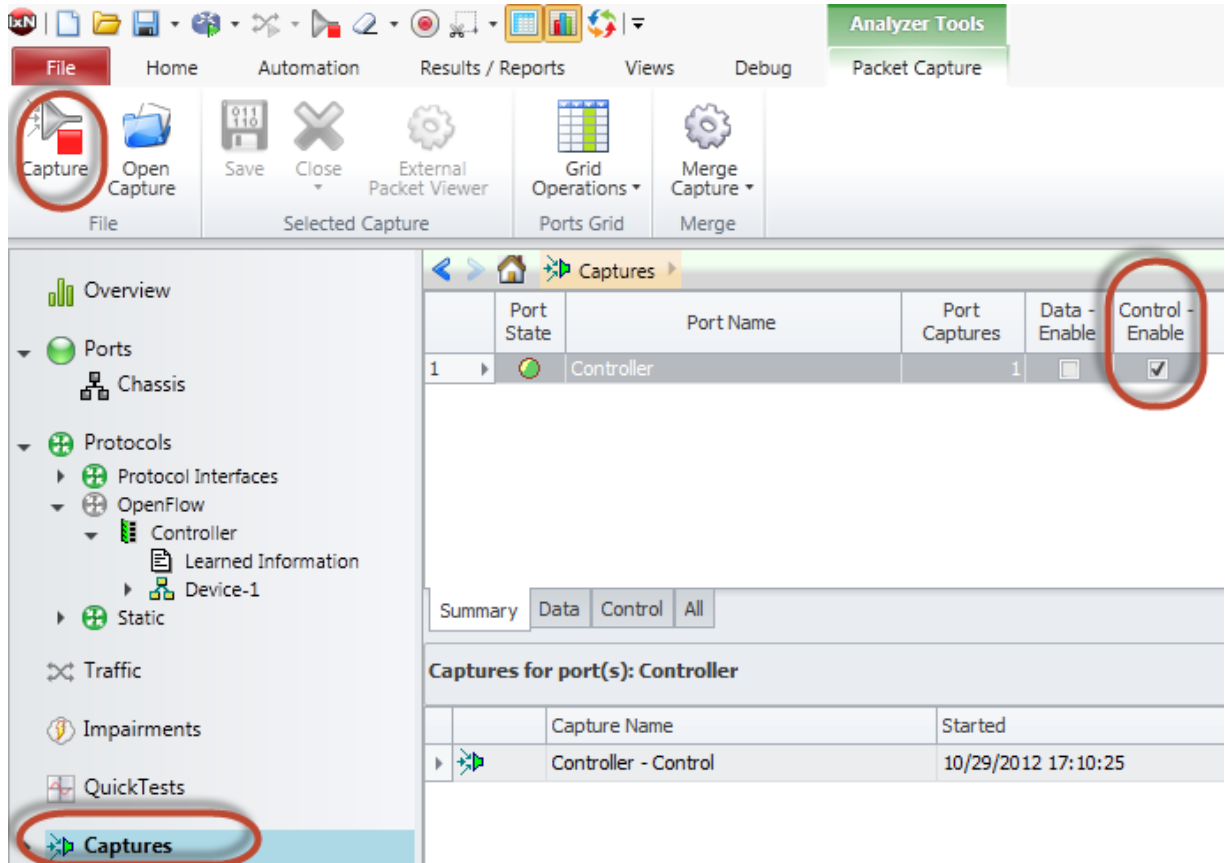 IxN
Analyzer Tools
File Home Automation Results / Reports Views Debug Packet Capture
Capture
Open Capture
Save
Close
External Packet Viewer
Grid Operations
Merge Capture
File Selected Capture Ports Grid Merge
Overview
Ports
Chassis
Protocols
Protocol Interfaces
OpenFlow
Controller
Learned Information
Device-1
Static
Traffic
Impairments
QuickTests
Captures
Captures
Port State Port Name Port Captures Data - Enable Control - Enable
1 Controller 1
Summary Data Control All
Captures for port(s): Controller
Capture Name Started
Controller - Control 10/29/2012 17:10:25